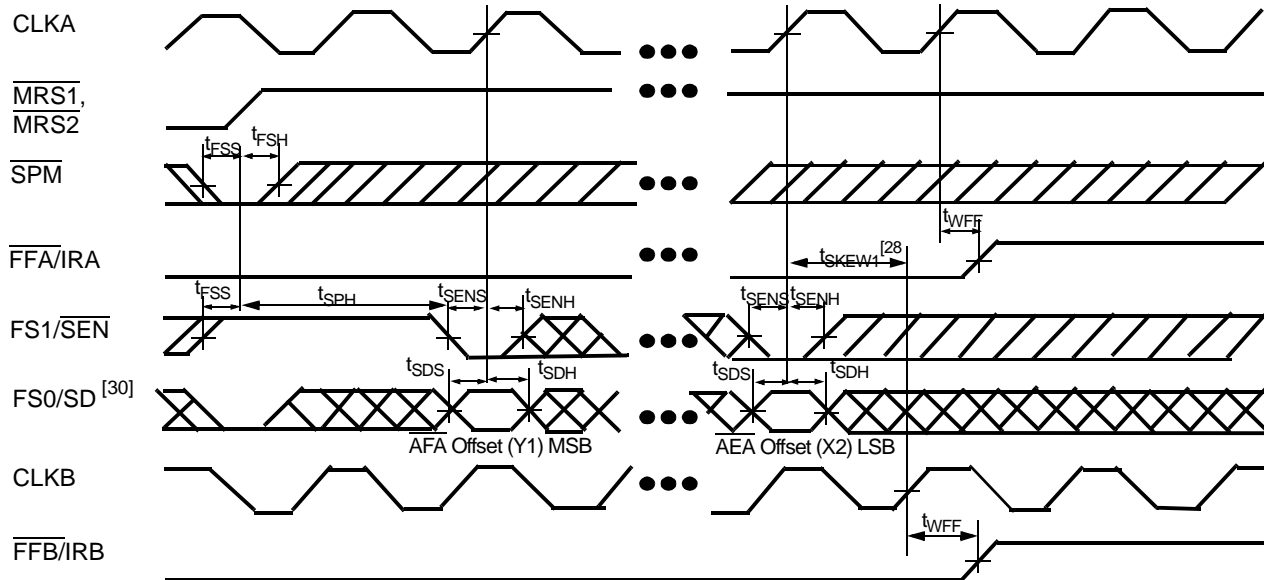 CLKA
MRS1,
MRS2
tFSS tFSH
SPM
tWFF
FFA/IRA
tSKEW1[28
tFSS tSPH tSENS tSENH tSENS tSENH
FS1/SEN
tSDS tSDH tSDS tSDH
FS0/SD [30]
AFA Offset (Y1) MSB AEA Offset (X2) LSB
CLKB
tWFF
FFB/IRB